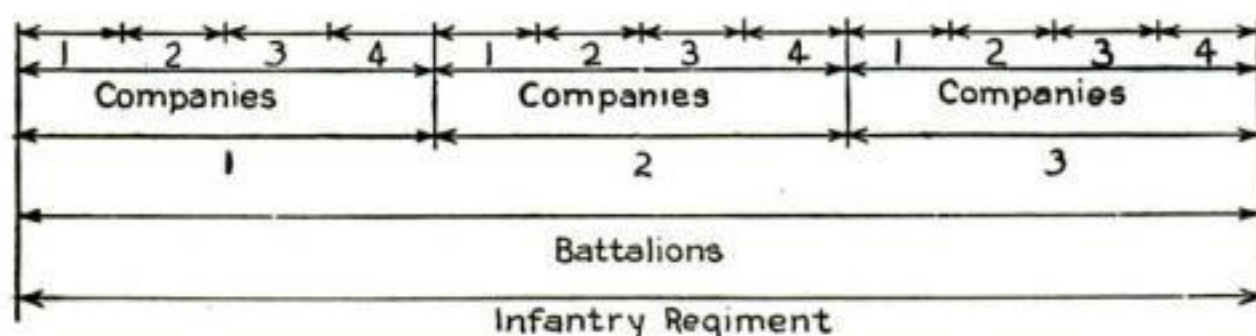 1 2 3 4 1 2 3 4 1 2 3 4
Companies Companies Companies
1 2 3
Battalions
Infantry Regiment